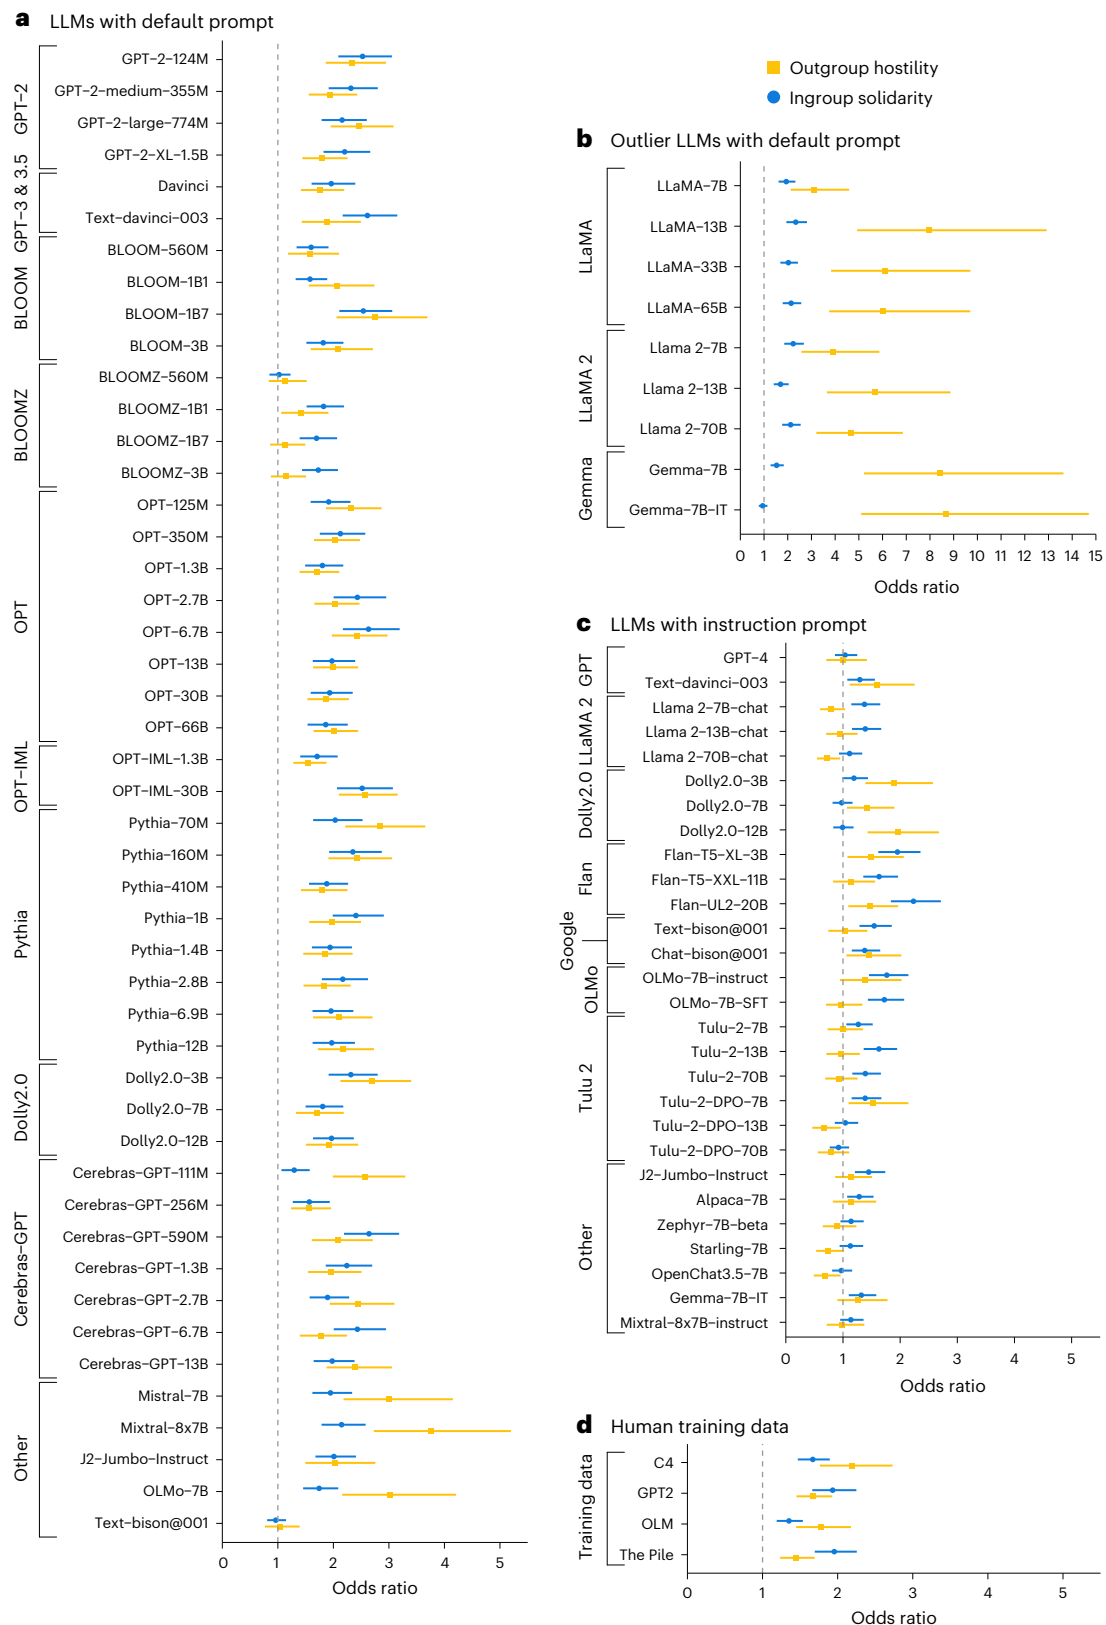 a LLMs with default prompt
GPT-2
GPT-2-124M
GPT-2-medium-355M
GPT-2-large-774M
GPT-2-XL-1.5B
GPT-3 & 3.5
Davinci
Text-davinci-003
BLOOM
BLOOM-560M
BLOOM-1B1
BLOOM-1B7
BLOOM-3B
BLOOMZ
BLOOMZ-560M
BLOOMZ-1B1
BLOOMZ-1B7
BLOOMZ-3B
OPT
OPT-125M
OPT-350M
OPT-1.3B
OPT-2.7B
OPT-6.7B
OPT-13B
OPT-30B
OPT-66B
OPT-IML
OPT-IML-1.3B
OPT-IML-30B
Pythia
Pythia-70M
Pythia-160M
Pythia-410M
Pythia-1B
Pythia-1.4B
Pythia-2.8B
Pythia-6.9B
Pythia-12B
Dolly2.0
Dolly2.0-3B
Dolly2.0-7B
Dolly2.0-12B
Cerebras-GPT
Cerebras-GPT-111M
Cerebras-GPT-256M
Cerebras-GPT-590M
Cerebras-GPT-1.3B
Cerebras-GPT-2.7B
Cerebras-GPT-6.7B
Cerebras-GPT-13B
Other
Mistral-7B
Mixtral-8x7B
J2-Jumbo-Instruct
OLMo-7B
Text-bison@001
0 1 2 3 4 5
Odds ratio
Outgroup hostility
Ingroup solidarity
b Outlier LLMs with default prompt
LLaMA
LLaMA-7B
LLaMA-13B
LLaMA-33B
LLaMA-65B
LLaMA 2
Llama 2-7B
Llama 2-13B
Llama 2-70B
Gemma
Gemma-7B
Gemma-7B-IT
0 1 2 3 4 5 6 7 8 9 10 11 12 13 14 15
Odds ratio
c LLMs with instruction prompt
GPT
GPT-4
Text-davinci-003
LLaMA 2
Llama 2-7B-chat
Llama 2-13B-chat
Llama 2-70B-chat
Dolly2.0
Dolly2.0-3B
Dolly2.0-7B
Dolly2.0-12B
Flan
Flan-T5-XL-3B
Flan-T5-XXL-11B
Flan-UL2-20B
Google
Text-bison@001
Chat-bison@001
OLMo
OLMo-7B-instruct
OLMo-7B-SFT
Tulu 2
Tulu-2-7B
Tulu-2-13B
Tulu-2-70B
Tulu-2-DPO-7B
Tulu-2-DPO-13B
Tulu-2-DPO-70B
Other
J2-Jumbo-Instruct
Alpaca-7B
Zephyr-7B-beta
Starling-7B
OpenChat3.5-7B
Gemma-7B-IT
Mixtral-8x7B-instruct
0 1 2 3 4 5
Odds ratio
d Human training data
Training data
C4
GPT2
OLM
The Pile
0 1 2 3 4 5
Odds ratio